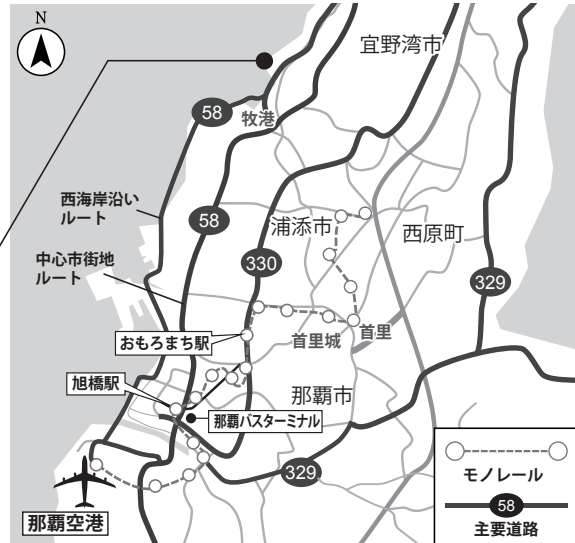 N
宜野湾市
58
牧港
西海岸沿い
ルート
58
浦添市
西原町
中心市街地
ルート
330
329
おもろまち駅
首里城
首里
旭橋駅
那覇市
那覇バスターミナル
329
那覇空港
モノレール
58
主要道路